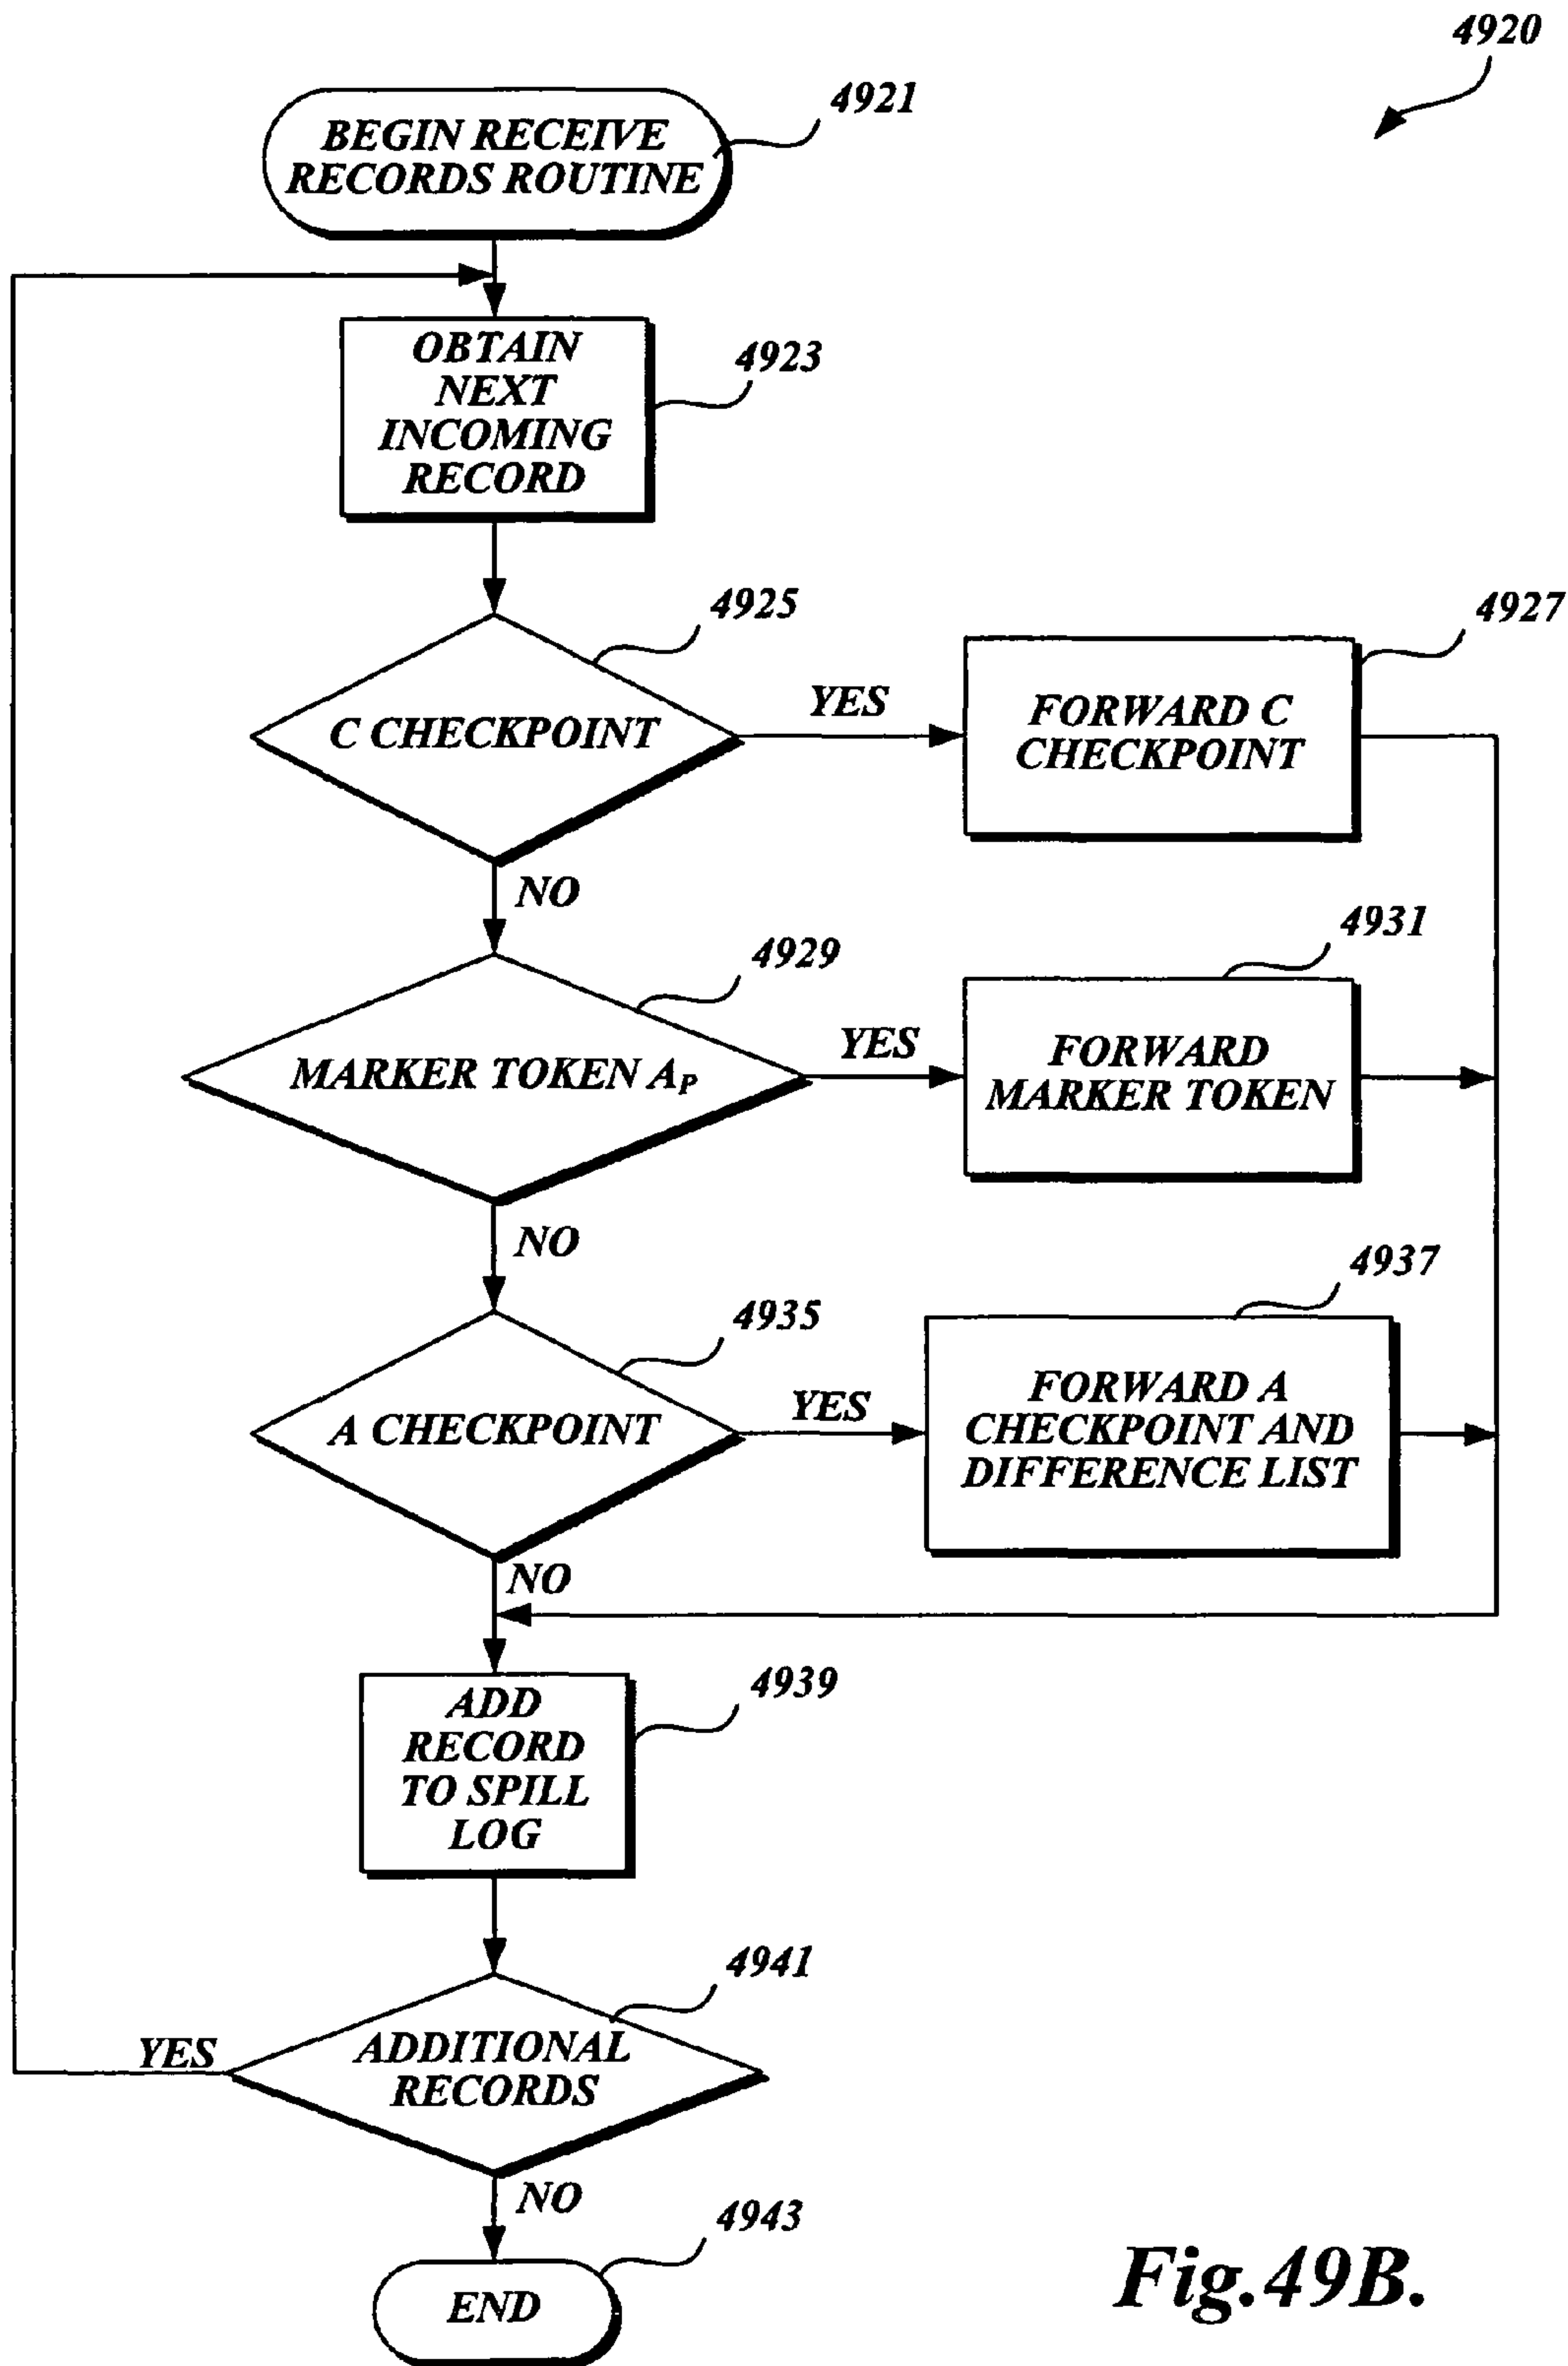 4920
4921
BEGIN RECEIVE
RECORDS ROUTINE
4923
OBTAIN
NEXT
INCOMING
RECORD
4925
C CHECKPOINT
YES
4927
FORWARD C
CHECKPOINT
NO
4929
MARKER TOKEN AP
YES
4931
FORWARD
MARKER TOKEN
NO
4935
A CHECKPOINT
YES
4937
FORWARD A
CHECKPOINT AND
DIFFERENCE LIST
NO
4939
ADD
RECORD
TO SPILL
LOG
4941
ADDITIONAL
RECORDS
YES
NO
4943
END
Fig.49B.